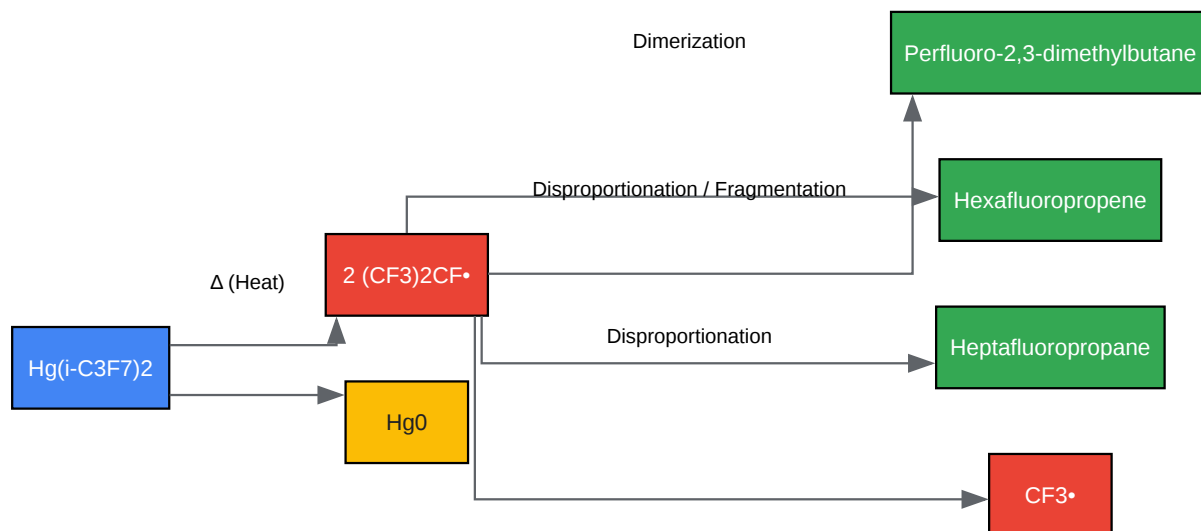 Dimerization
Perfluoro-2,3-dimethylbutane
Disproportionation / Fragmentation
Hexafluoropropene
Δ (Heat)
2 (CF3)2CF•
Disproportionation
Heptafluoropropane
Hg(i-C3F7)2
Hg0
CF3•